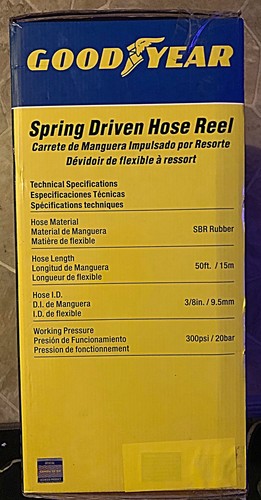 GOOD YEAR
Spring Driven Hose Reel
Carrete de Manguera Impulsado por Resorte
Dévidoir de flexible à ressort
Technical Specifications
Especificaciones Técnicas
Spécifications techniques
Hose Material
Material de Manguera
Matière de flexible
SBR Rubber
Hose Length
Longitud de Manguera
Longueur de flexible
50ft. / 15m
Hose I.D.
D.I. de Manguera
I.D. de flexible
3/8in. / 9.5mm
Working Pressure
Presión de Funcionamiento
Pression de fonctionnement
300psi / 20bar